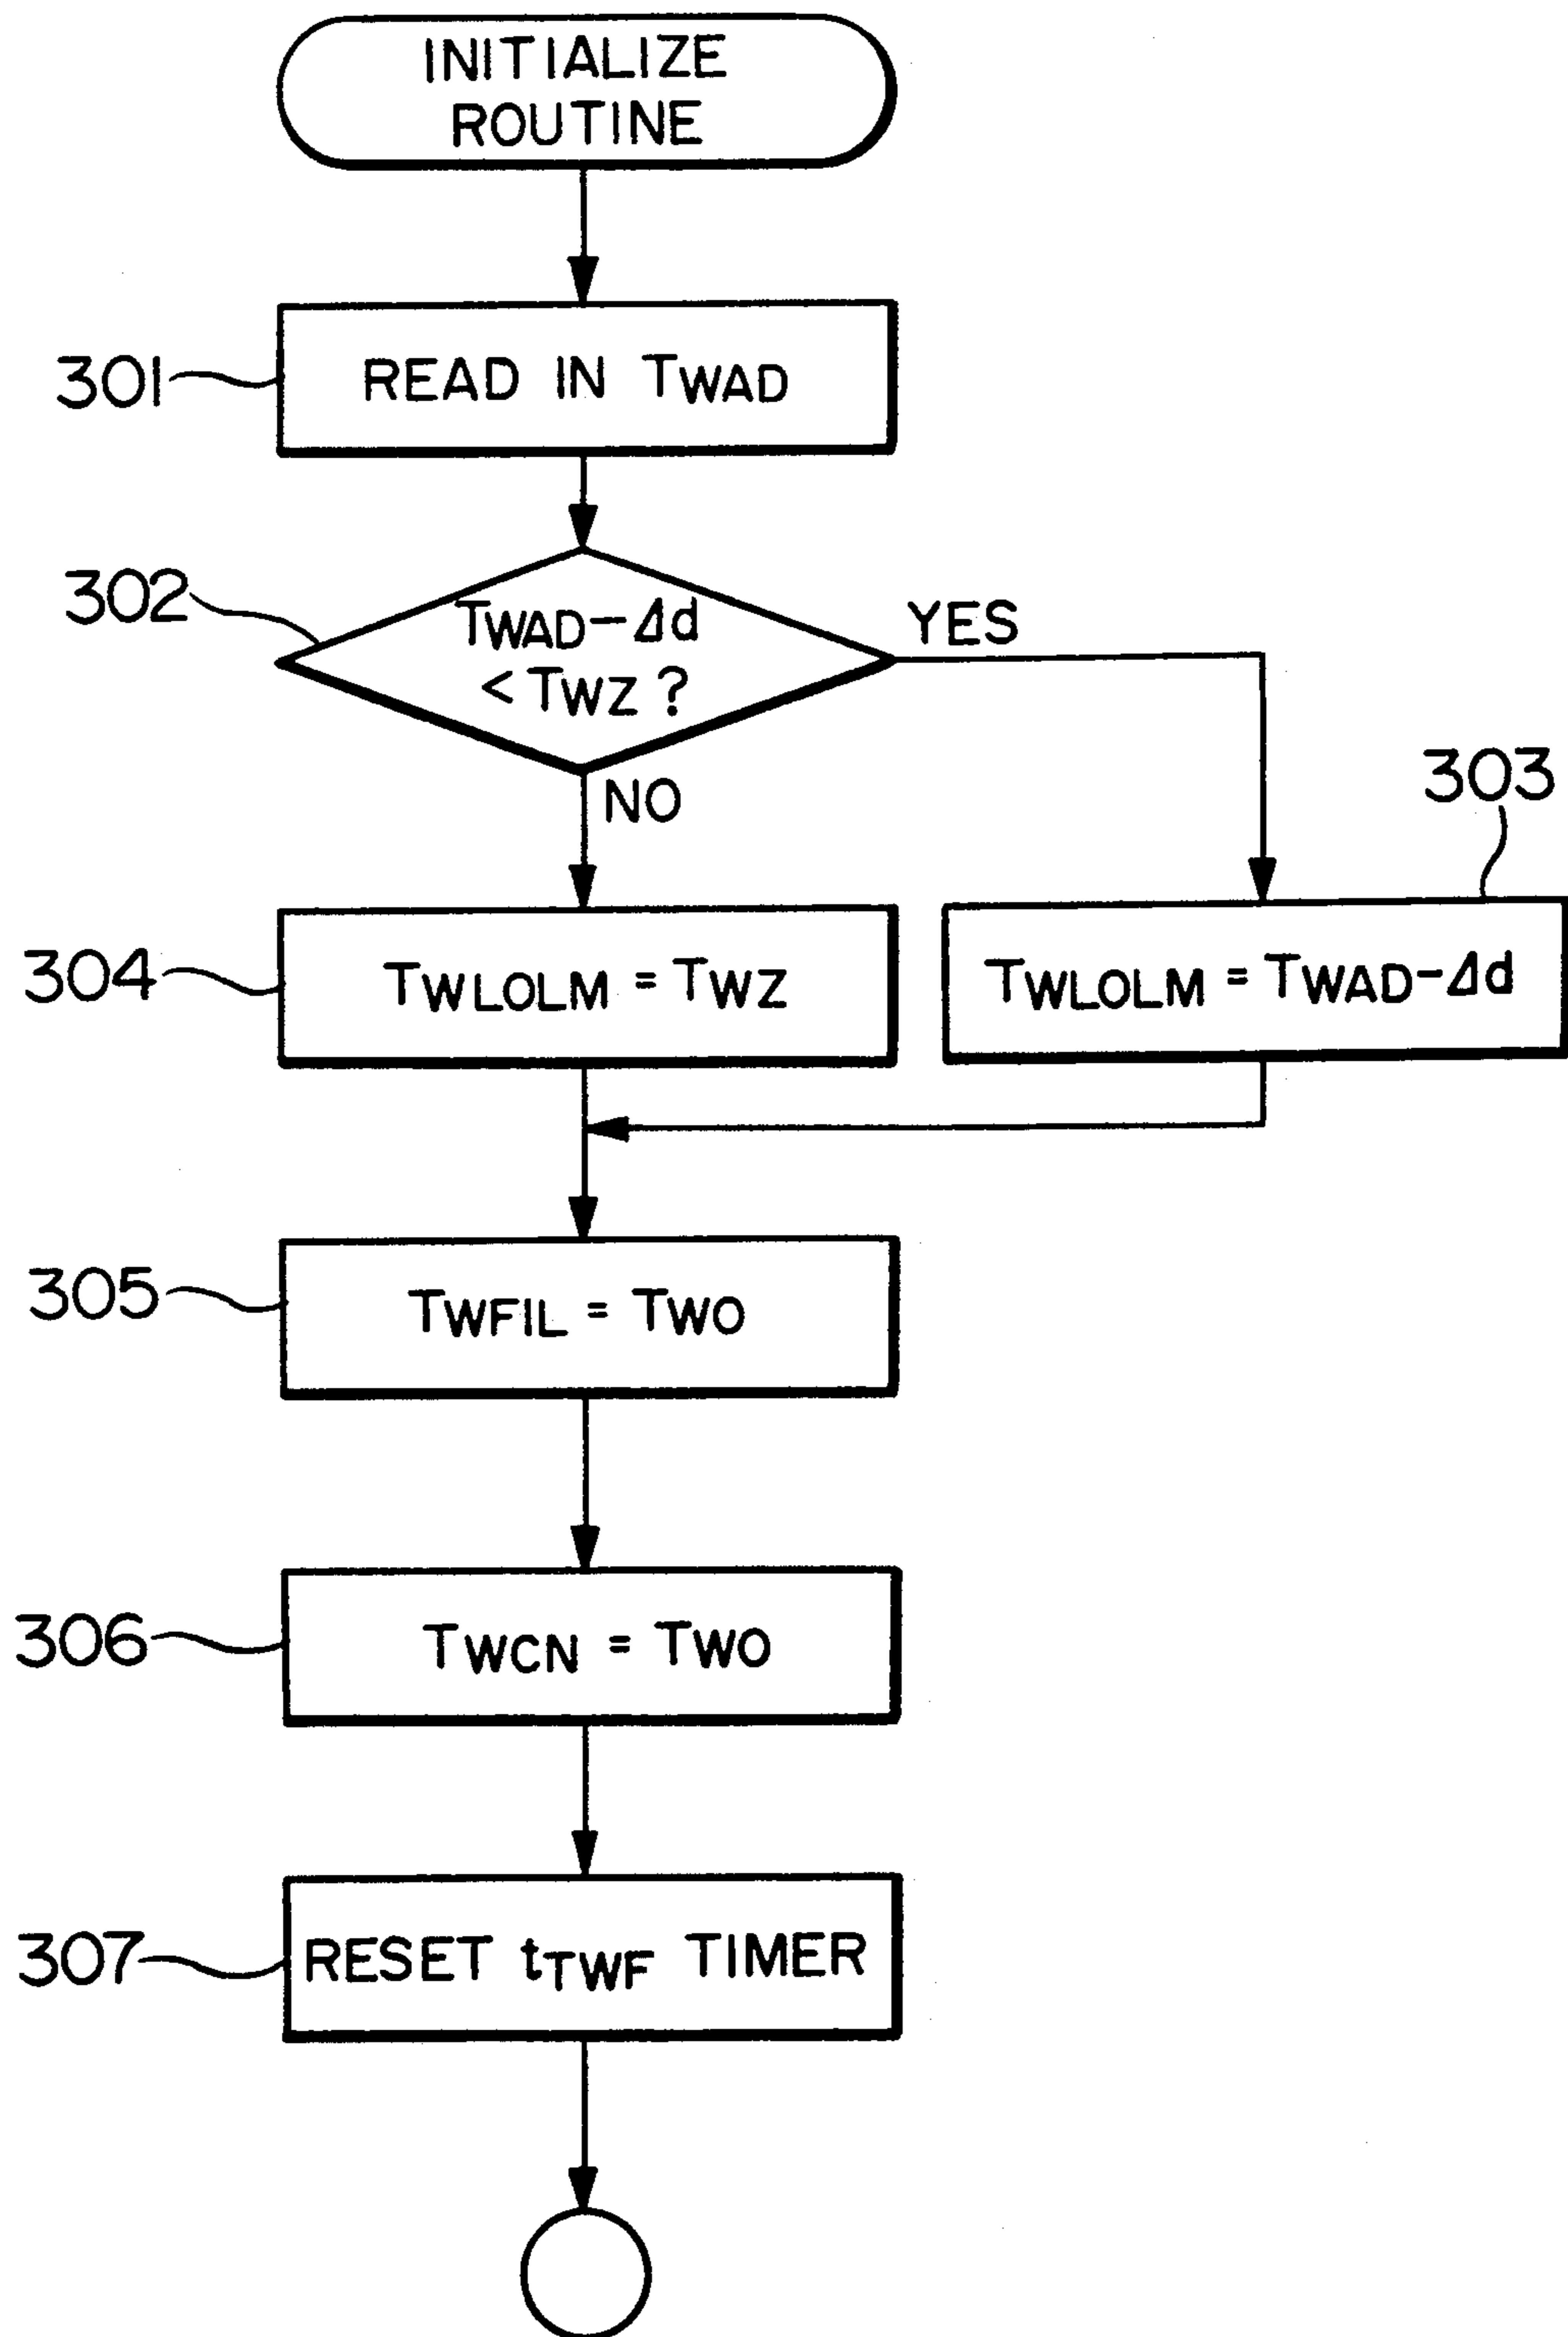 INITIALIZE
ROUTINE
301
READ IN TWAD
302
TWAD-Δd
< TWZ ?
YES
NO
303
304
TWLOLM = TWZ
TWLOLM = TWAD-Δd
305
TWFIL = TWO
306
TWCN = TWO
307
RESET tTWF TIMER